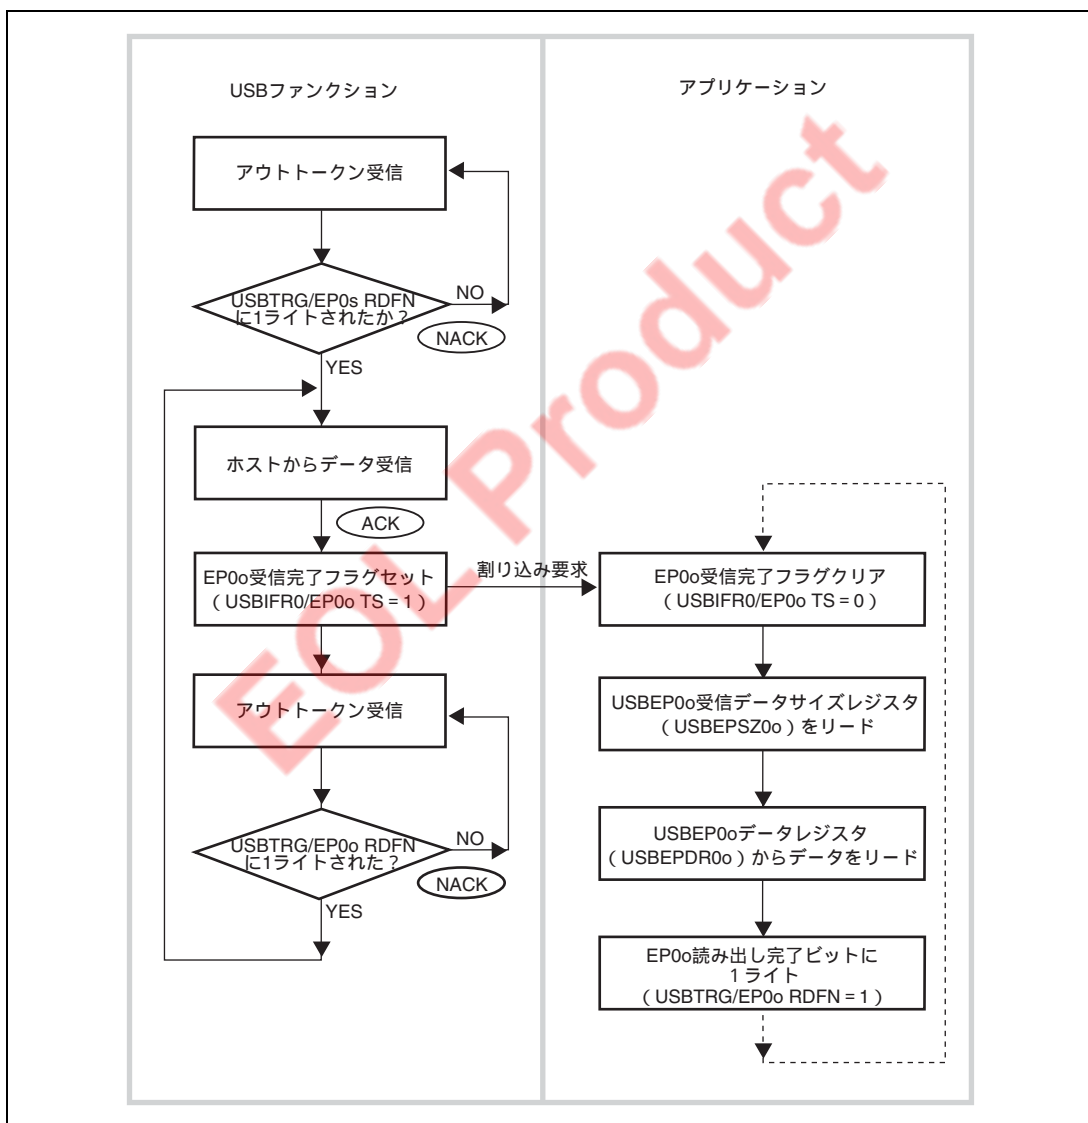 USBファンクション
アウトトークン受信
USBTRG/EP0s RDFN
に1ライトされたか？
NO
NACK
YES
ホストからデータ受信
ACK
EP0o受信完了フラグセット
（USBIFR0/EP0o TS = 1）
割り込み要求
アウトトークン受信
USBTRG/EP0o RDFN
に1ライトされた？
NO
NACK
YES
アプリケーション
EP0o受信完了フラグクリア
（USBIFR0/EP0o TS = 0）
USBEP0o受信データサイズレジスタ
（USBEPSZ0o）をリード
USBEP0oデータレジスタ
（USBEPDR0o）からデータをリード
EP0o読み出し完了ビットに
1 ライト
（USBTRG/EP0o RDFN = 1）
EOL Product